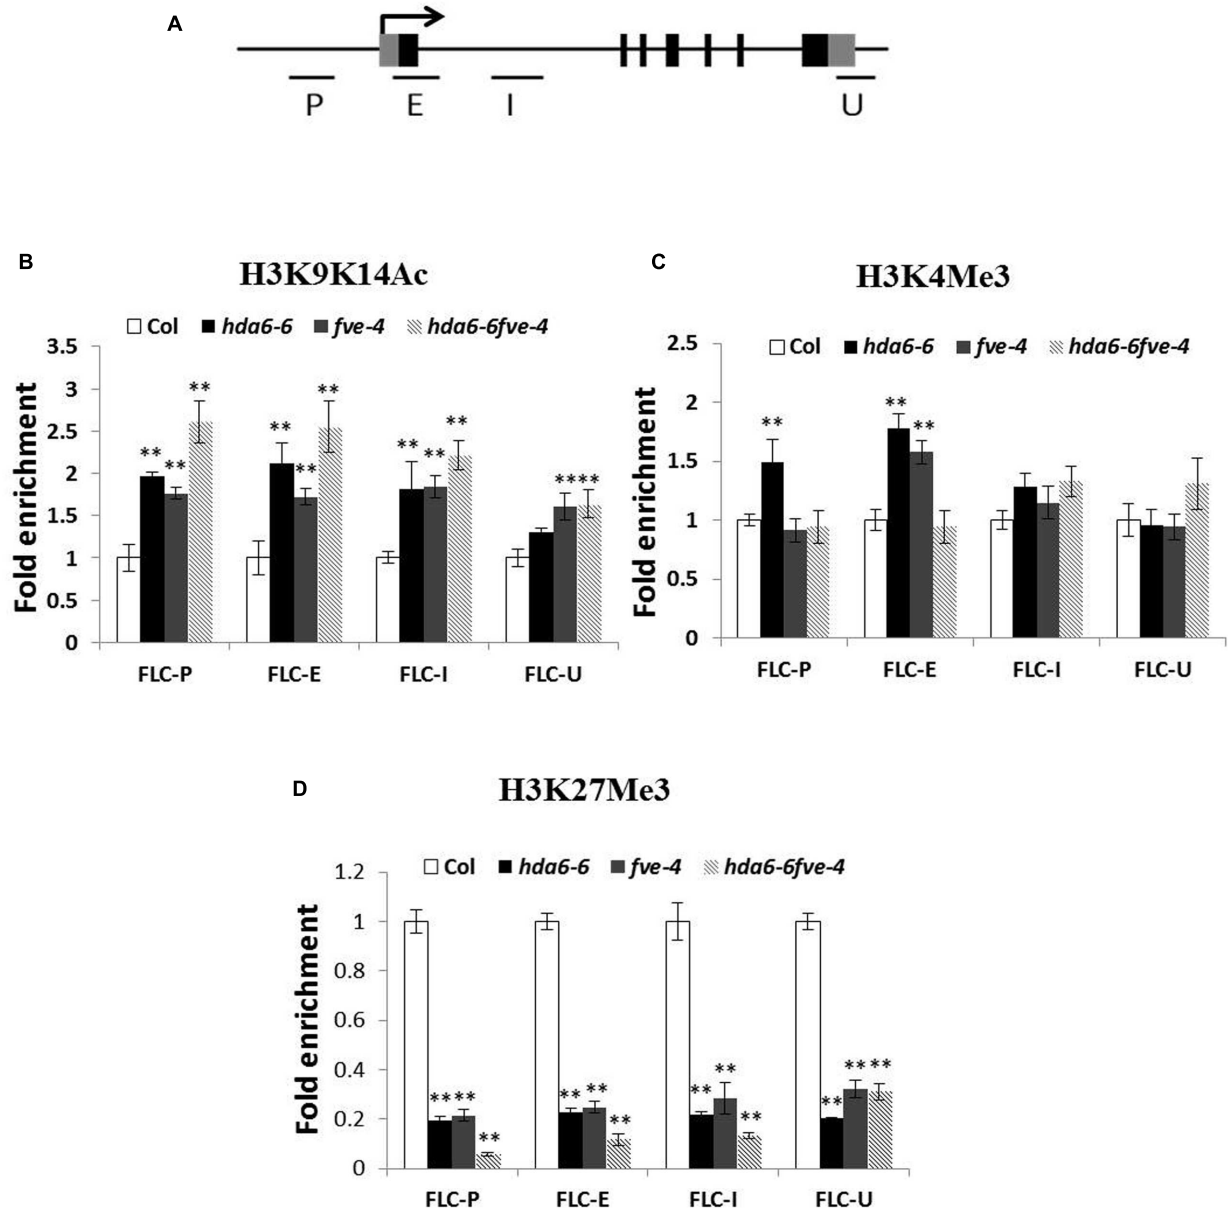 A
P E I U
B
H3K9K14Ac
Col hda6-6 fve-4 hda6-6fve-4
Fold enrichment
3.5
3
2.5
2
1.5
1
0.5
0
** ** **
** ** **
** ** **
****
FLC-P FLC-E FLC-I FLC-U
C
H3K4Me3
Col hda6-6 fve-4 hda6-6fve-4
Fold enrichment
2.5
2
1.5
1
0.5
0
**
** **
FLC-P FLC-E FLC-I FLC-U
D
H3K27Me3
Col hda6-6 fve-4 hda6-6fve-4
Fold enrichment
1.2
1
0.8
0.6
0.4
0.2
0
** ** **
** ** **
** ** **
** ** **
FLC-P FLC-E FLC-I FLC-U